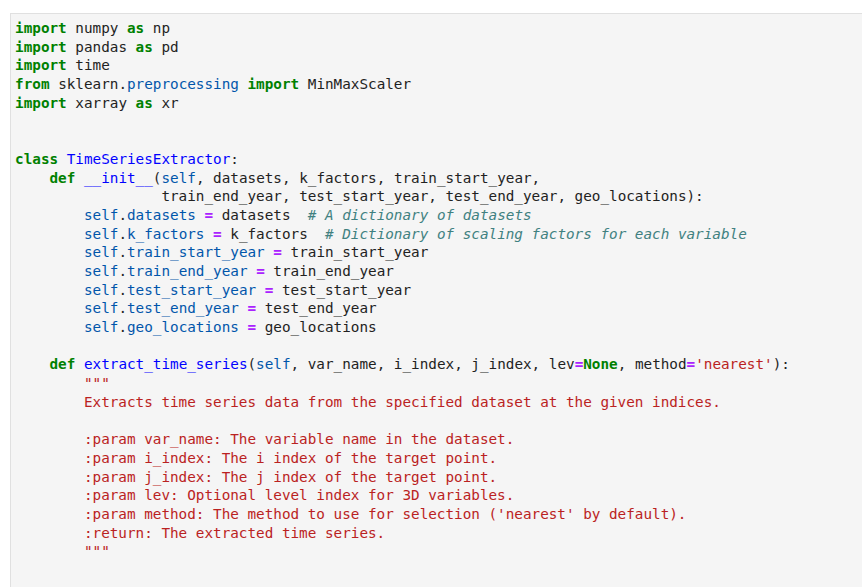 import numpy as np
import pandas as pd
import time
from sklearn.preprocessing import MinMaxScaler
import xarray as xr
class TimeSeriesExtractor:
    def __init__(self, datasets, k_factors, train_start_year,
                 train_end_year, test_start_year, test_end_year, geo_locations):
        self.datasets = datasets  # A dictionary of datasets
        self.k_factors = k_factors  # Dictionary of scaling factors for each variable
        self.train_start_year = train_start_year
        self.train_end_year = train_end_year
        self.test_start_year = test_start_year
        self.test_end_year = test_end_year
        self.geo_locations = geo_locations
    def extract_time_series(self, var_name, i_index, j_index, lev=None, method='nearest'):
        """
        Extracts time series data from the specified dataset at the given indices.
        :param var_name: The variable name in the dataset.
        :param i_index: The i index of the target point.
        :param j_index: The j index of the target point.
        :param lev: Optional level index for 3D variables.
        :param method: The method to use for selection ('nearest' by default).
        :return: The extracted time series.
        """